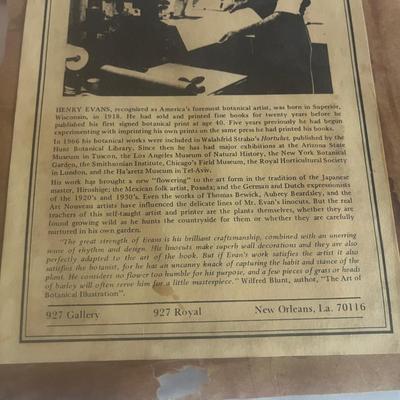 HENRY EVANS, recognized as America's foremost botanical artist, was born in Superior,
Wisconsin, in 1918. He had sold and printed fine books for twenty years before he
published his first signed botanical print at age 40. Five years previously he had begun
experimenting with imprinting his own prints on the same press he had printed his books.
In 1966 his botanical works were included in Walahfrid Strabo's Hortulus, published by the
Hunt Botanical Library. Since then he has had major exhibitions at the Arizona State
Museum in Tuscon, the Los Angeles Museum of Natural History, the New York Botanical
Garden, the Smithsonian Institute, Chicago's Field Museum, the Royal Horticultural Society
in London, and the Ha'aretz Museum in Tel-Aviv.
His work has brought a new "flowering" to the art form in the tradition of the Japanese
master, Hiroshige; the Mexican folk artist, Posada; and the German and Dutch expressionists
of the 1920's and 1930's. Even the works of Thomas Bewick, Aubrey Beardsley, and the
Art Nouveau artists have influenced the delicate lines of Mr. Evan's linocuts. But the real
teachers of this self-taught artist and printer are the plants themselves, whether they are
found growing wild as he hunts the countryside for them or whether they are carefully
nurtured in his own garden.
"The great strength of Evans is his brilliant craftsmanship, combined with an unerring
sense of rhythm and design. His linocuts make superb wall decorations and they are also
perfectly adapted to the art of the book. But if Evan's work satisfies the artist it also
satisfies the botanist, for he has an uncanny knack of capturing the habit and stance of the
plant. He considers no flower too humble for his purpose, and a few pieces of grass or heads
of barley will often serve him for a little masterpiece." Wilfred Blunt, author, "The Art of
Botanical Illustration".
927 Gallery 927 Royal New Orleans, La. 70116